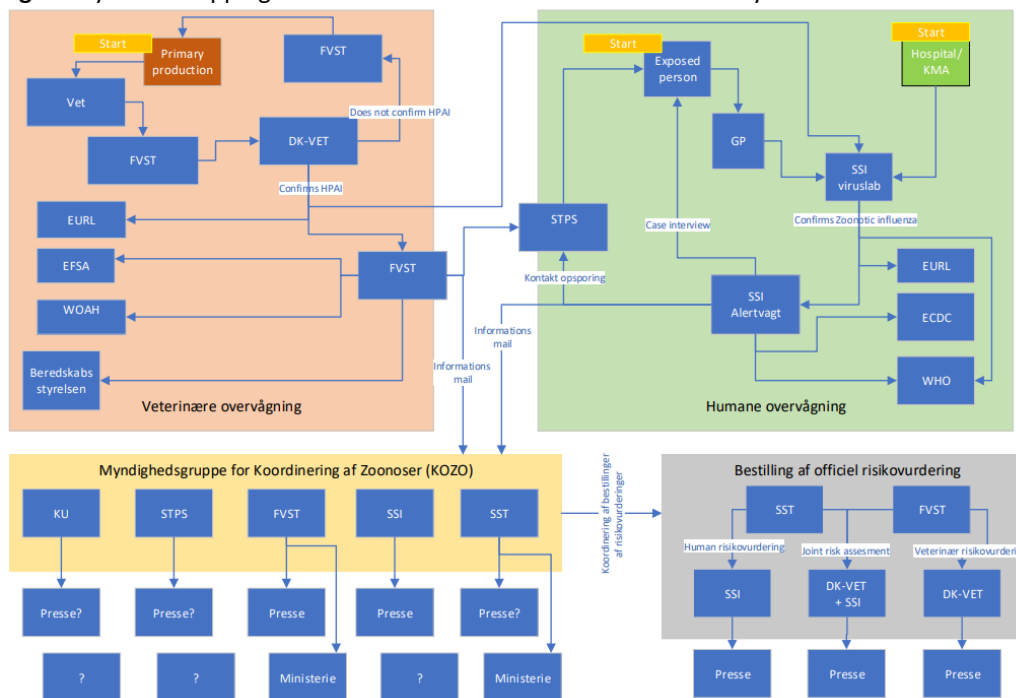 Start
Primary
production
FVST
Vet
Does not confirm HPAI
FVST
DK-VET
Confirms HPAI
EURL
EFSA
FVST
WOAH
Beredskabs
styrelsen
Veterinære overvågning
Start
Exposed
person
Start
Hospital/
KMA
GP
SSI
viruslab
STPS
Case interview
Confirms Zoonotic influenza
Kontakt opsporing
SSI
Alertvagt
EURL
ECDC
WHO
Humane overvågning
Informations
mail
Informations
mail
Myndighedsgruppe for Koordinering af Zoonoser (KOZO)
KU
STPS
FVST
SSI
SST
Presse?
Presse?
Presse
Presse
Presse?
?
?
Ministerie
?
Ministerie
Koordinering af bestillinger
af risikovurderinger
Bestilling af officiel risikovurdering
SST
FVST
Human risikovurdering
Joint risk assesment
Veterinær risikovurderi
SSI
DK-VET
+ SSI
DK-VET
Presse
Presse
Presse